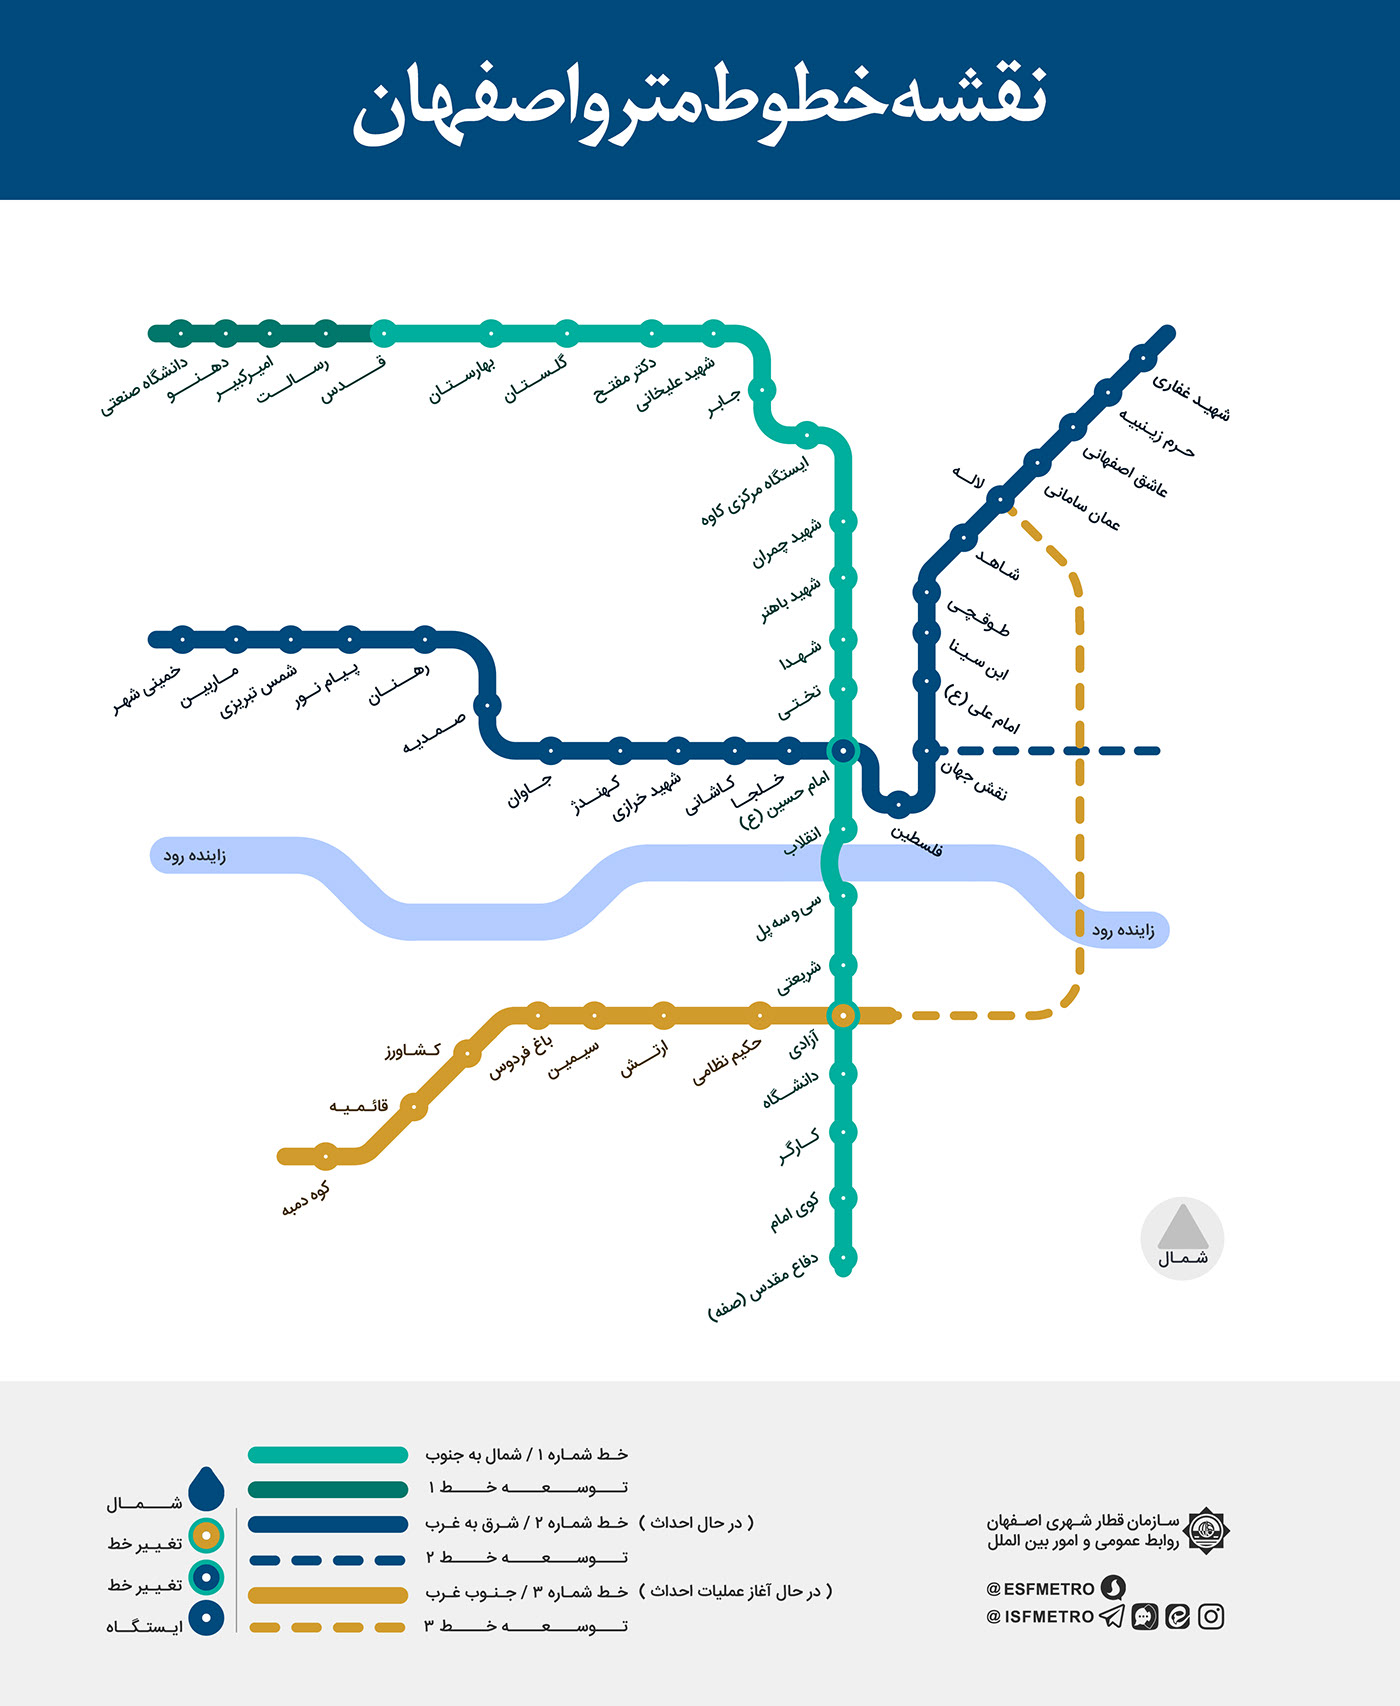 نقشه خطوط مترو اصفهان
دانشگاه صنعتی
دهنو
امیرکبیر
رسالت
قدس
بهارستان
گلستان
دکتر مفتح
شهید علیخانی
جابر
ایستگاه مرکزی کاوه
شهید چمران
شهید باهنر
شهدا
تختی
امام حسین (ع)
انقلاب
سی و سه پل
شریعتی
آزادی
دانشگاه
کارگر
کوی امام
دفاع مقدس (صفه)
شهید غفاری
حرم زینبیه
عاشق اصفهانی
عمان سامانی
لاله
شاهد
طوقچی
ابن سینا
امام علی (ع)
نقش جهان
فلسطین
خلجا
کاشانی
شهید خرازی
کهندژ
جاوان
صمدیه
رهنان
پیام نور
شمس تبریزی
ماربین
خمینی شهر
زاینده رود
زاینده رود
حکیم نظامی
ارتش
سیمین
باغ فردوس
کشاورز
قائمیه
کوه دمبه
شمال
خط شماره ۱ / شمال به جنوب
توسعه خط ۱
خط شماره ۲ / شرق به غرب ( در حال احداث )
توسعه خط ۲
خط شماره ۳ / جنوب غرب ( در حال آغاز عملیات احداث )
توسعه خط ۳
شمال
تغییر خط
تغییر خط
ایستگاه
سازمان قطار شهری اصفهان
روابط عمومی و امور بین الملل
@ESFMETRO
@ISFMETRO